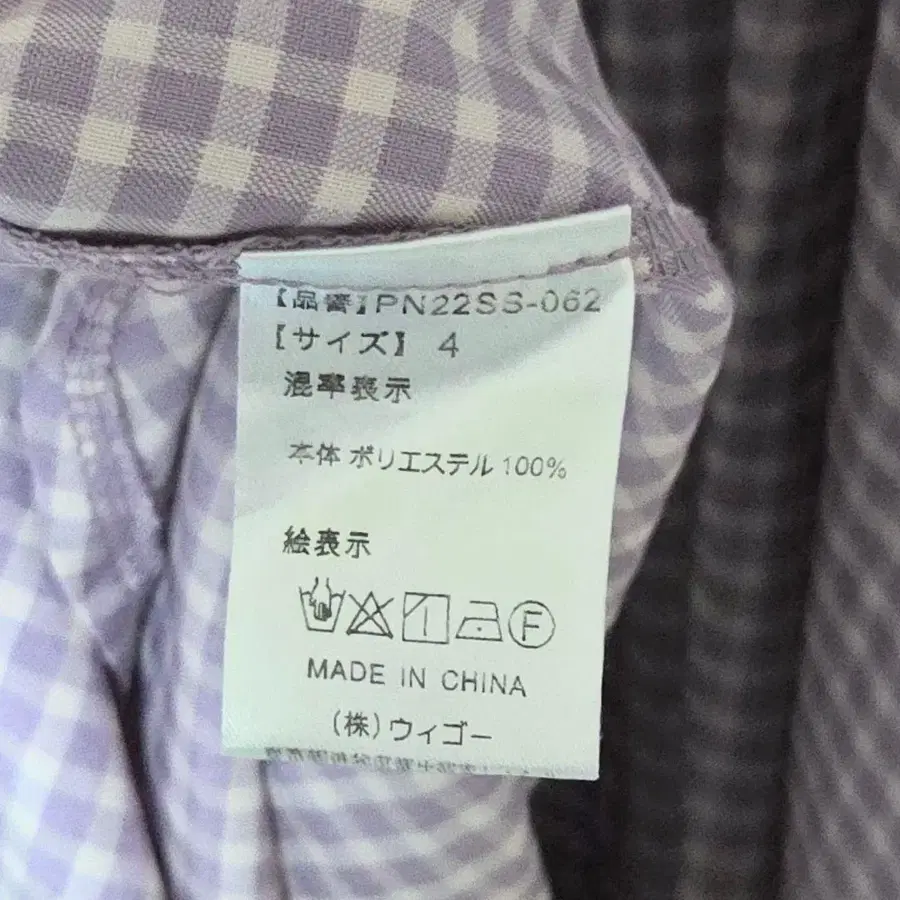 【品番】PN22SS-062
【サイズ】 4
混率表示
本体 ポリエステル 100%
絵表示
F
MADE IN CHINA
(株)ウィゴー